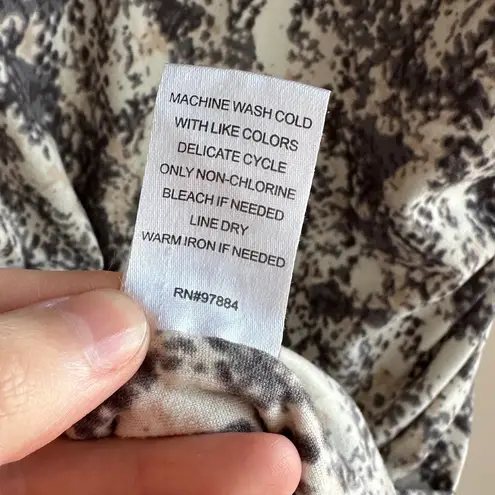 MACHINE WASH COLD
WITH LIKE COLORS
DELICATE CYCLE
ONLY NON-CHLORINE
BLEACH IF NEEDED
LINE DRY
WARM IRON IF NEEDED
RN#97884